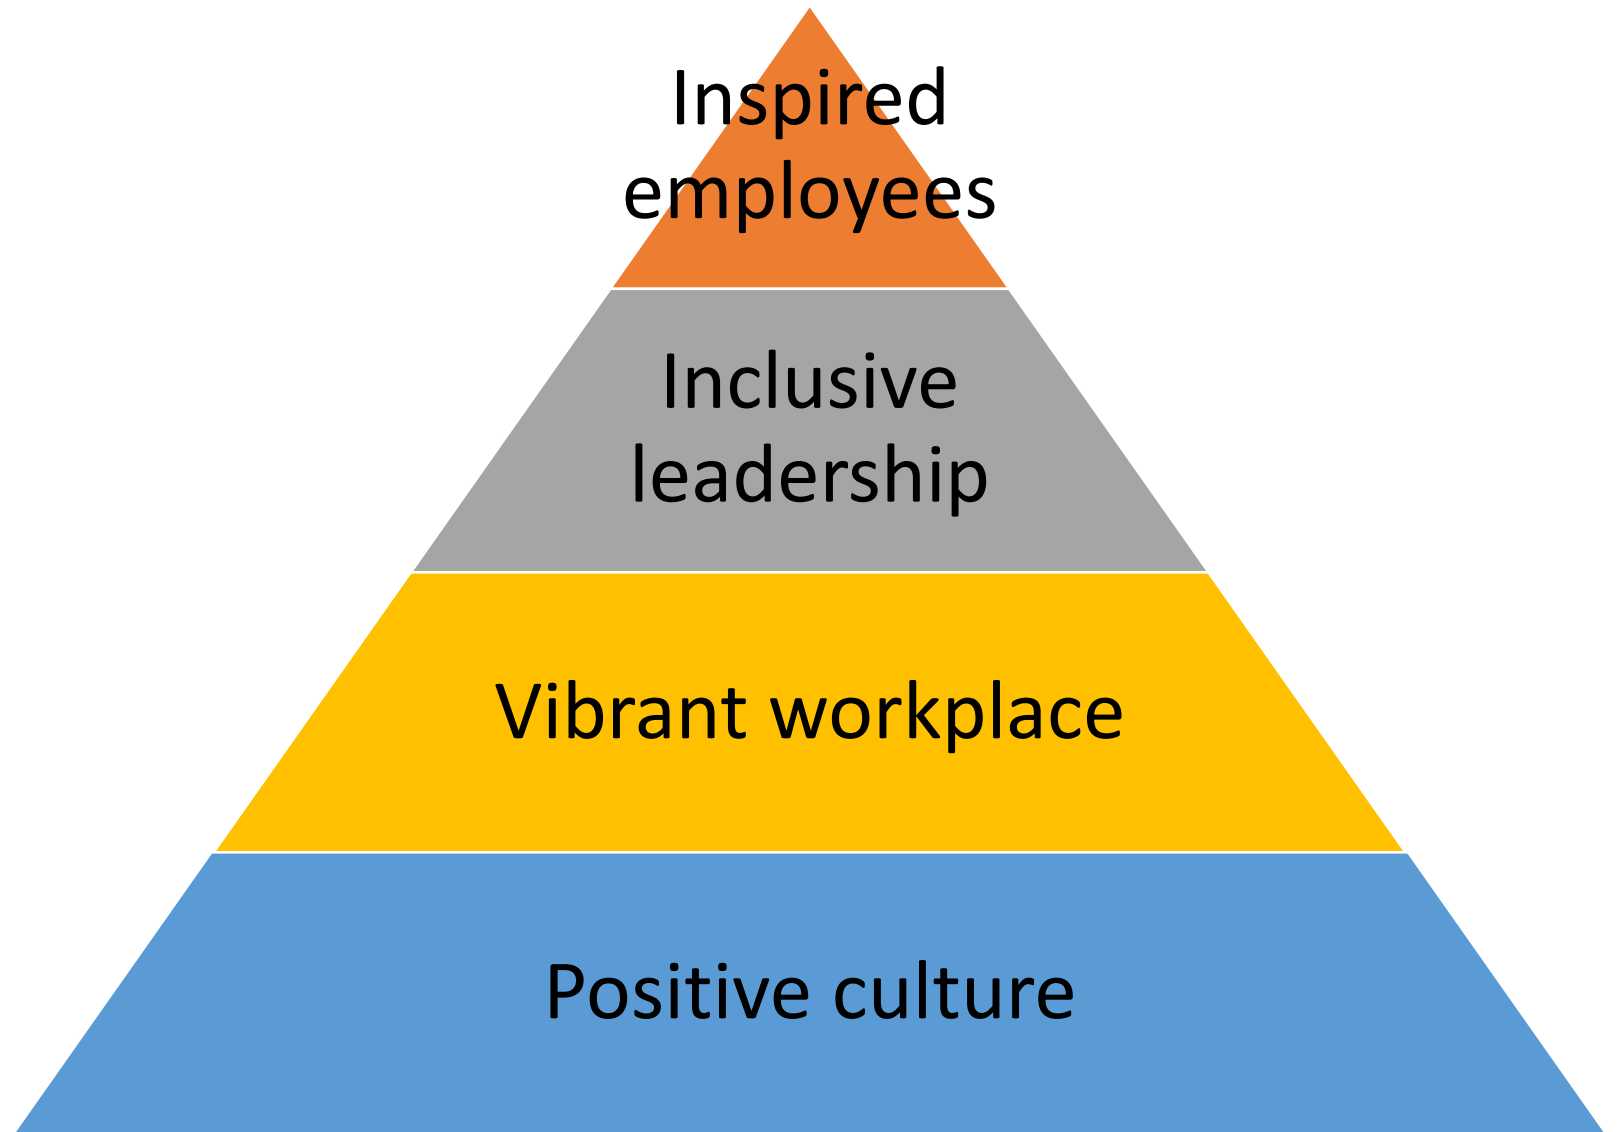 Inspired
employees
Inclusive
leadership
Vibrant workplace
Positive culture